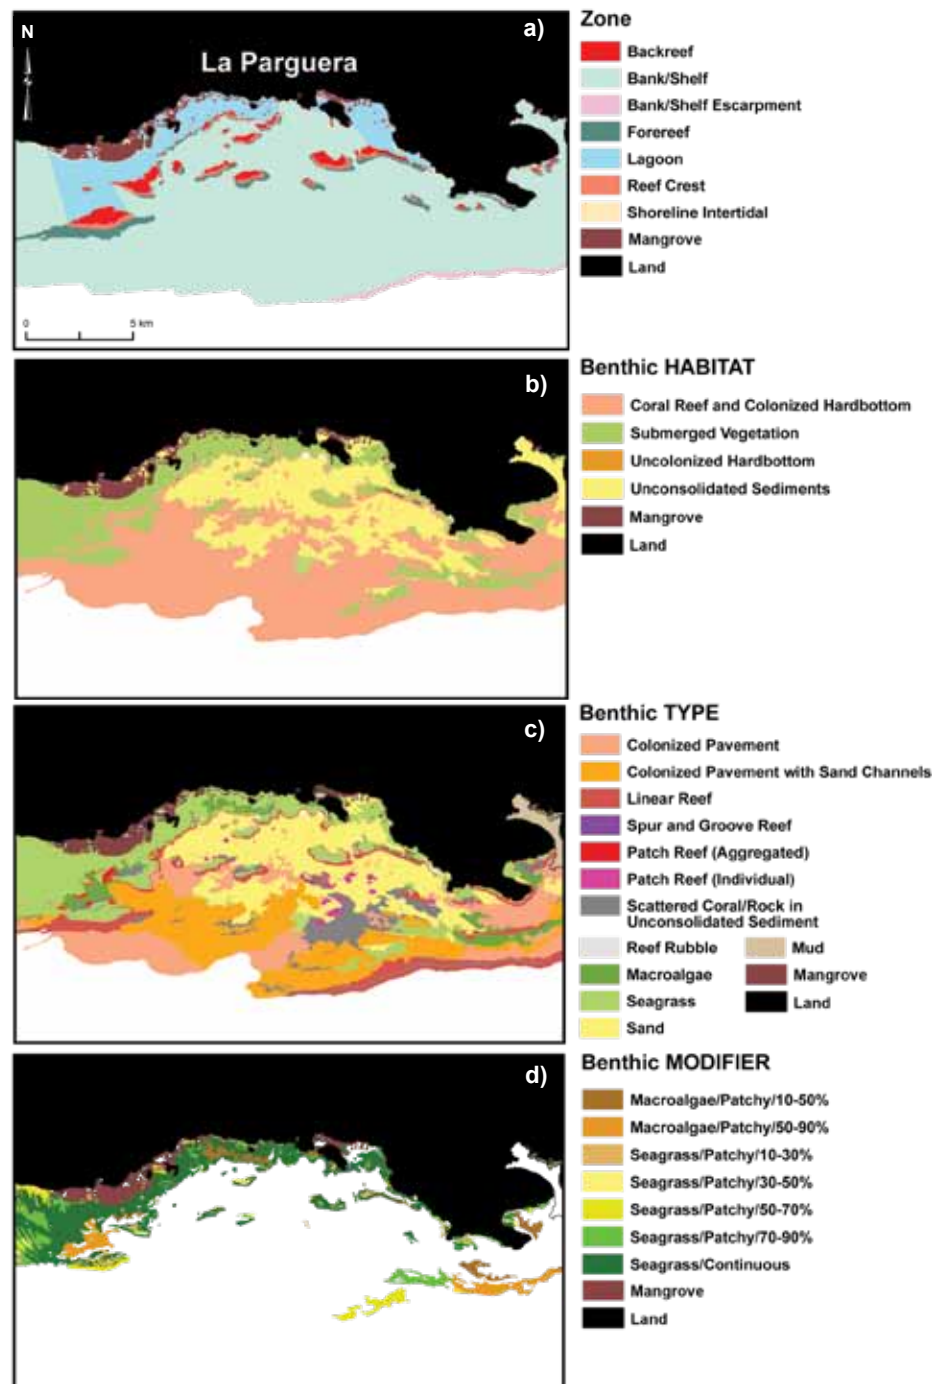 N
a)
La Parguera
0
5 km
Zone
Backreef
Bank/Shelf
Bank/Shelf Escarpment
Forereef
Lagoon
Reef Crest
Shoreline Intertidal
Mangrove
Land
b)
Benthic HABITAT
Coral Reef and Colonized Hardbottom
Submerged Vegetation
Uncolonized Hardbottom
Unconsolidated Sediments
Mangrove
Land
c)
Benthic TYPE
Colonized Pavement
Colonized Pavement with Sand Channels
Linear Reef
Spur and Groove Reef
Patch Reef (Aggregated)
Patch Reef (Individual)
Scattered Coral/Rock in
Unconsolidated Sediment
Reef Rubble
Mud
Macroalgae
Mangrove
Seagrass
Land
Sand
d)
Benthic MODIFIER
Macroalgae/Patchy/10-50%
Macroalgae/Patchy/50-90%
Seagrass/Patchy/10-30%
Seagrass/Patchy/30-50%
Seagrass/Patchy/50-70%
Seagrass/Patchy/70-90%
Seagrass/Continuous
Mangrove
Land